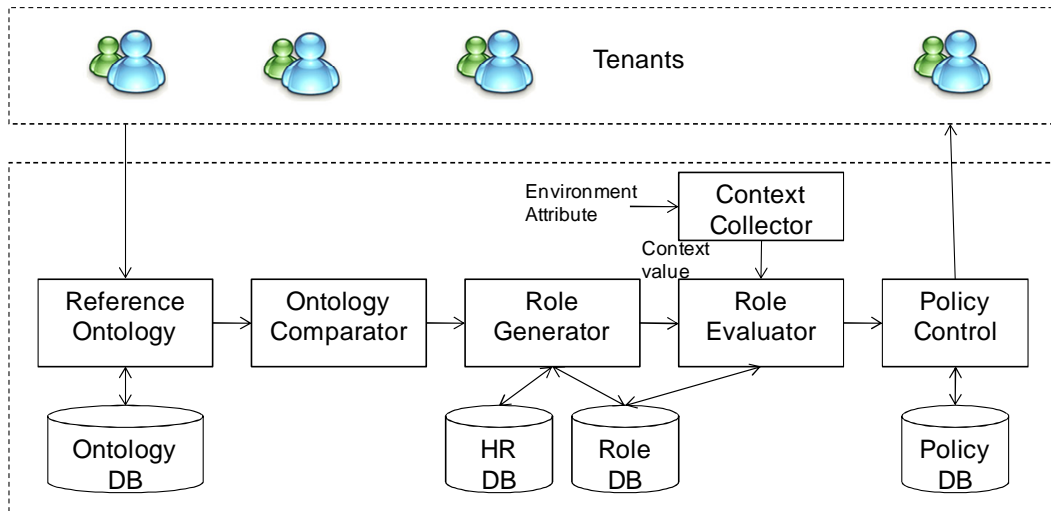 Tenants
Environment
Attribute
Context
Collector
Context
value
Reference
Ontology
Ontology
Comparator
Role
Generator
Role
Evaluator
Policy
Control
Ontology
DB
HR
DB
Role
DB
Policy
DB